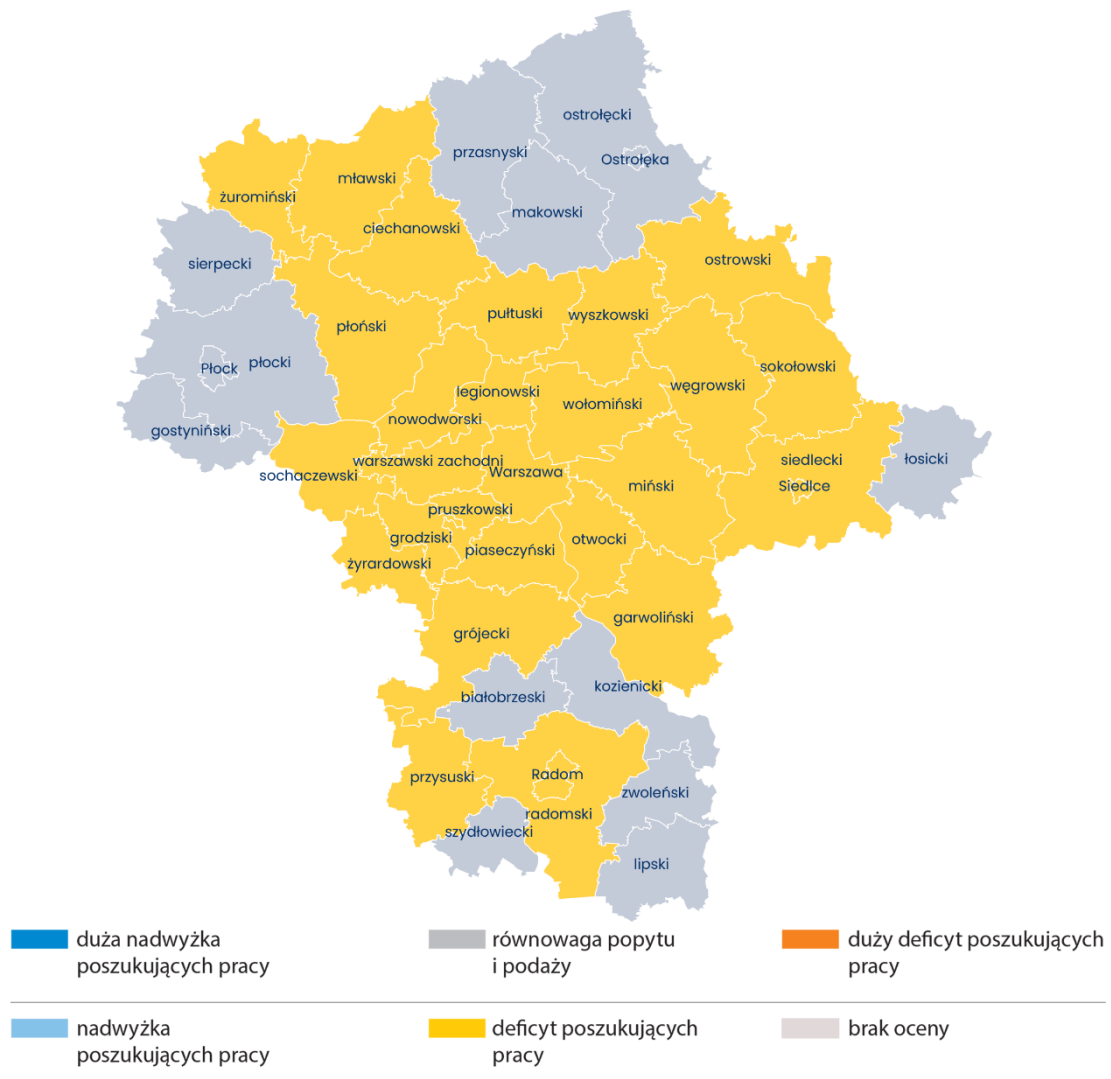 ostrołęcki
przasnyski
Ostrołęka
mławski
żuromiński
makowski
ciechanowski
sierpecki
ostrowski
pułtuski
wyszkowski
płoński
Płock
płocki
sokołowski
węgrowski
legionowski
wołomiński
nowodworski
gostyniński
siedlecki
łosicki
warszawski zachodni
Warszawa
sochaczewski
miński
Siedlce
pruszkowski
grodziski
otwocki
piaseczyński
żyrardowski
garwoliński
grójecki
kozienicki
białobrzeski
Radom
przysuski
zwoleński
radomski
szydłowiecki
lipski
duża nadwyżka
poszukujących pracy
równowaga popytu
i podaży
duży deficyt poszukujących
pracy
nadwyżka
poszukujących pracy
deficyt poszukujących
pracy
brak oceny